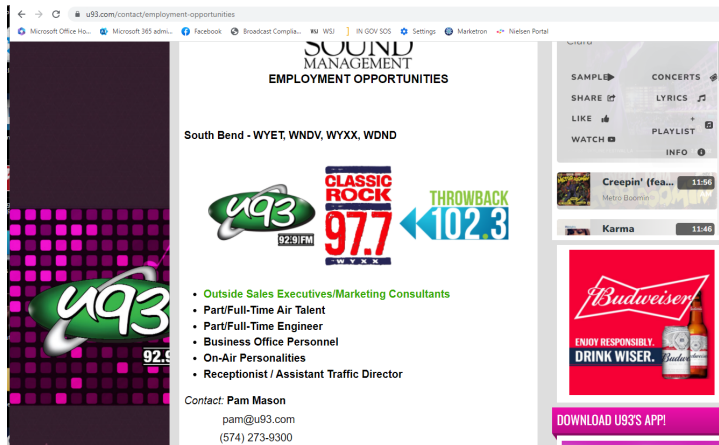 u93.com/contact/employment-opportunities
Microsoft Office Ho... Microsoft 365 admi... Facebook Broadcast Complia... WSJ WSJ IN GOV SOS Settings Marketron Nielsen Portal
SOUND
MANAGEMENT
EMPLOYMENT OPPORTUNITIES
South Bend - WYET, WNDV, WYXX, WDND
u93
92.9 FM
CLASSIC
ROCK
97.7
WYXX
THROWBACK
102.3
• Outside Sales Executives/Marketing Consultants
• Part/Full-Time Air Talent
• Part/Full-Time Engineer
• Business Office Personnel
• On-Air Personalities
• Receptionist / Assistant Traffic Director
Contact: Pam Mason
pam@u93.com
(574) 273-9300
u93
92.9
Ciara
SAMPLE CONCERTS
SHARE LYRICS
LIKE + PLAYLIST
WATCH
INFO
Creepin' (fea... 11:56
Metro Boomin
Karma 11:46
Budweiser
ENJOY RESPONSIBLY.
DRINK WISER.
DOWNLOAD U93'S APP!